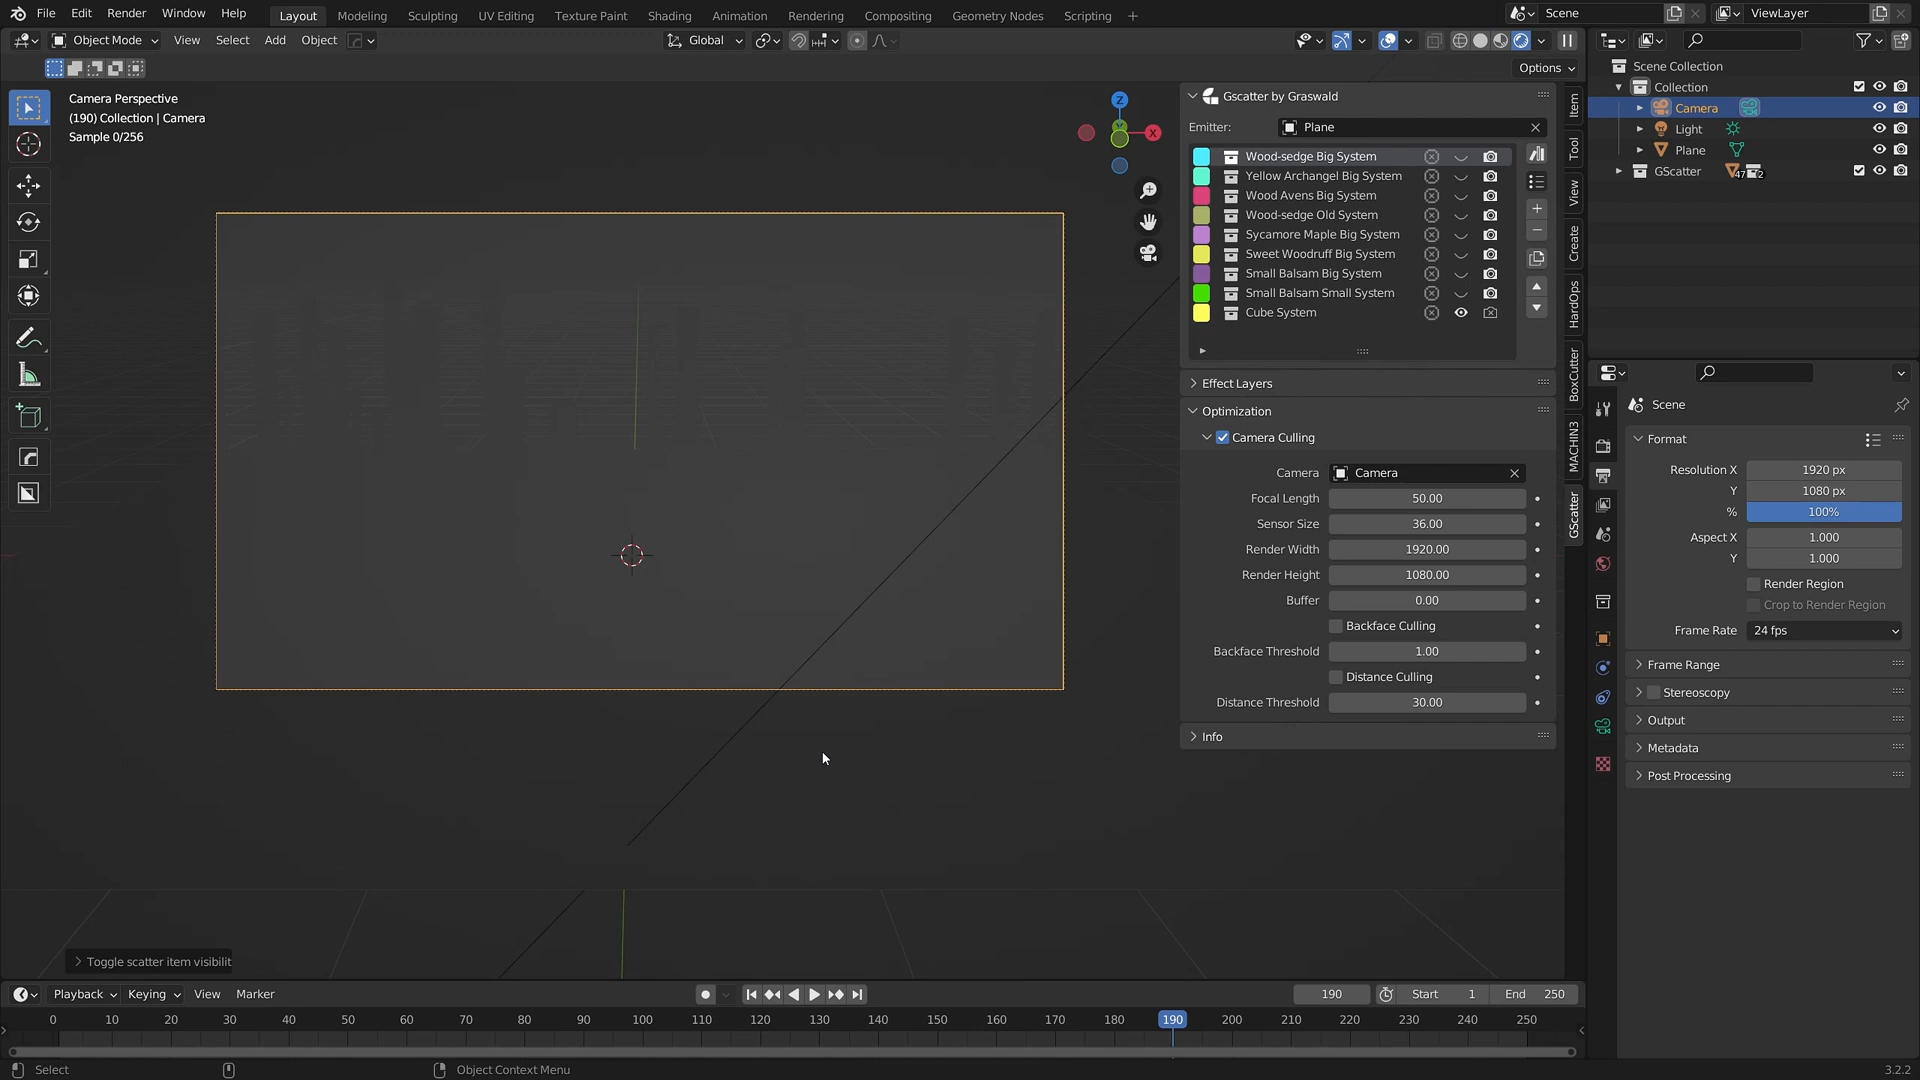 File Edit Render Window Help Layout Modeling Sculpting UV Editing Texture Paint Shading Animation Rendering Compositing Geometry Nodes Scripting Scene ViewLayer
Object Mode View Select Add Object Global
Options
Camera Perspective
(190) Collection | Camera
Sample 0/256
Z
X
Gscatter by Graswald
Emitter: Plane
Wood-sedge Big System
Yellow Archangel Big System
Wood Avens Big System
Wood-sedge Old System
Sycamore Maple Big System
Sweet Woodruff Big System
Small Balsam Big System
Small Balsam Small System
Cube System
Effect Layers
Optimization
Camera Culling
Camera Camera
Focal Length 50.00
Sensor Size 36.00
Render Width 1920.00
Render Height 1080.00
Buffer 0.00
Backface Culling
Backface Threshold 1.00
Distance Culling
Distance Threshold 30.00
Info
Item
Tool
View
Create
HardOps
BoxCutter
MACHIN3
GScatter
Scene Collection
Collection
Camera
Light
Plane
GScatter 47 2
Scene
Format
Resolution X 1920 px
Y 1080 px
% 100%
Aspect X 1.000
Y 1.000
Render Region
Crop to Render Region
Frame Rate 24 fps
Frame Range
Stereoscopy
Output
Metadata
Post Processing
Toggle scatter item visibilit
Playback Keying View Marker 190 Start 1 End 250
0 10 20 30 40 50 60 70 80 90 100 110 120 130 140 150 160 170 180 190 200 210 220 230 240 250
Select Object Context Menu 3.2.2